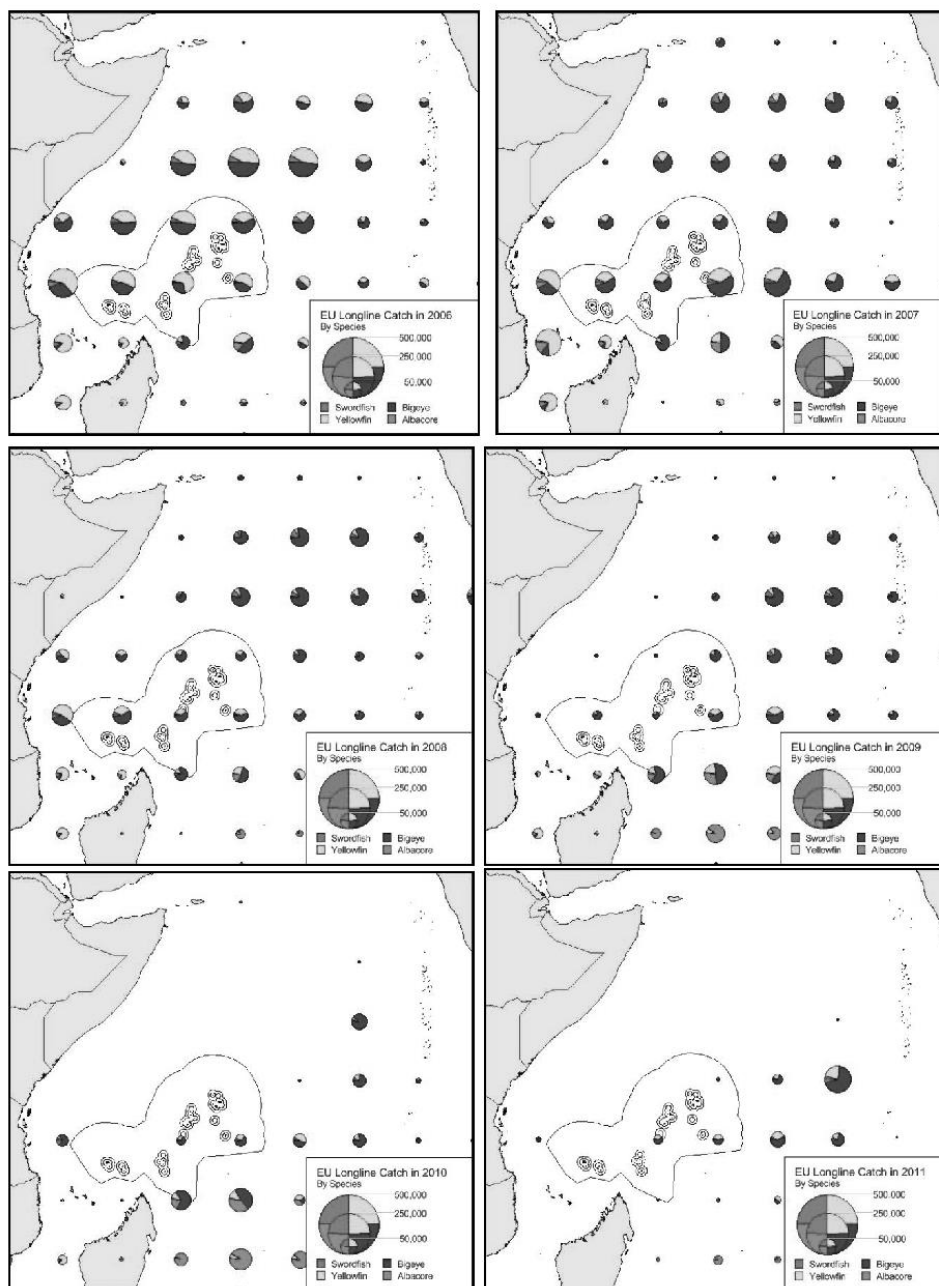 EU Longline Catch in 2006
By Species
500,000
250,000
50,000
Swordfish Bigeye
Yellowfin Albacore
EU Longline Catch in 2007
By Species
500,000
250,000
50,000
Swordfish Bigeye
Yellowfin Albacore
EU Longline Catch in 2008
By Species
500,000
250,000
50,000
Swordfish Bigeye
Yellowfin Albacore
EU Longline Catch in 2009
By Species
500,000
250,000
50,000
Swordfish Bigeye
Yellowfin Albacore
EU Longline Catch in 2010
By Species
500,000
250,000
50,000
Swordfish Bigeye
Yellowfin Albacore
EU Longline Catch in 2011
By Species
500,000
250,000
50,000
Swordfish Bigeye
Yellowfin Albacore